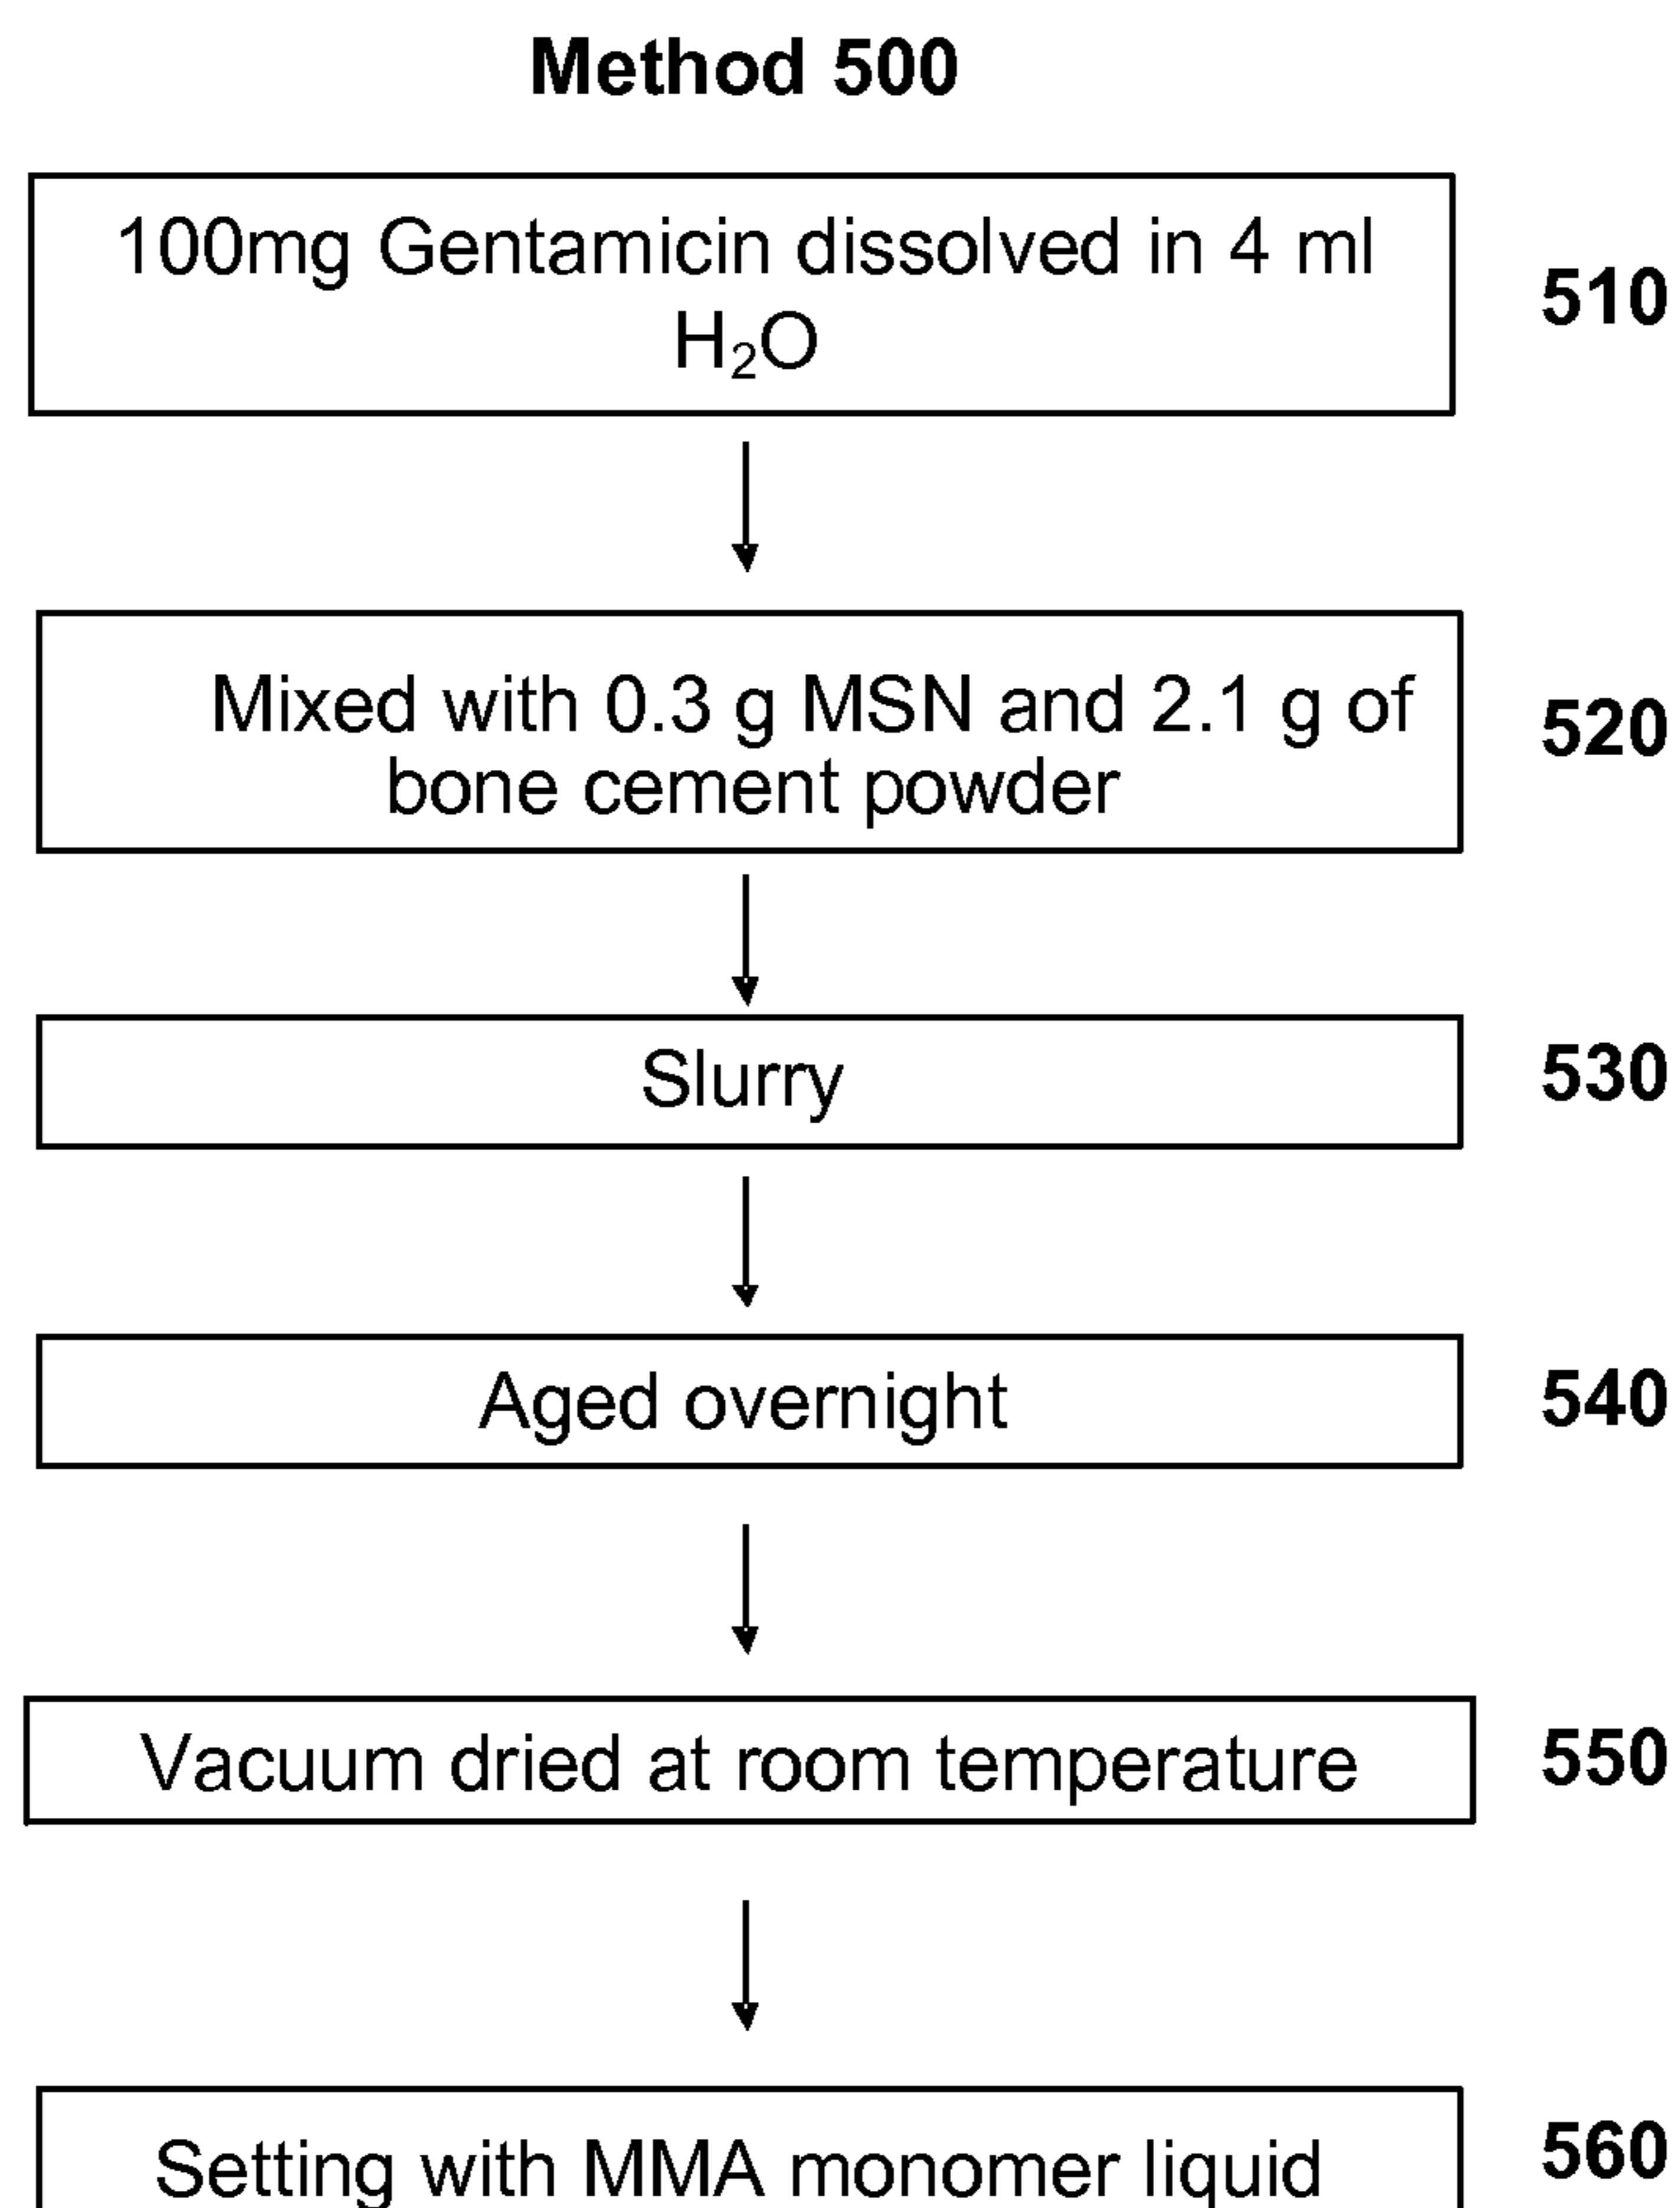 Method 500
100mg Gentamicin dissolved in 4 ml
H₂O
510
Mixed with 0.3 g MSN and 2.1 g of
bone cement powder
520
Slurry
530
Aged overnight
540
Vacuum dried at room temperature
550
Setting with MMA monomer liquid
560